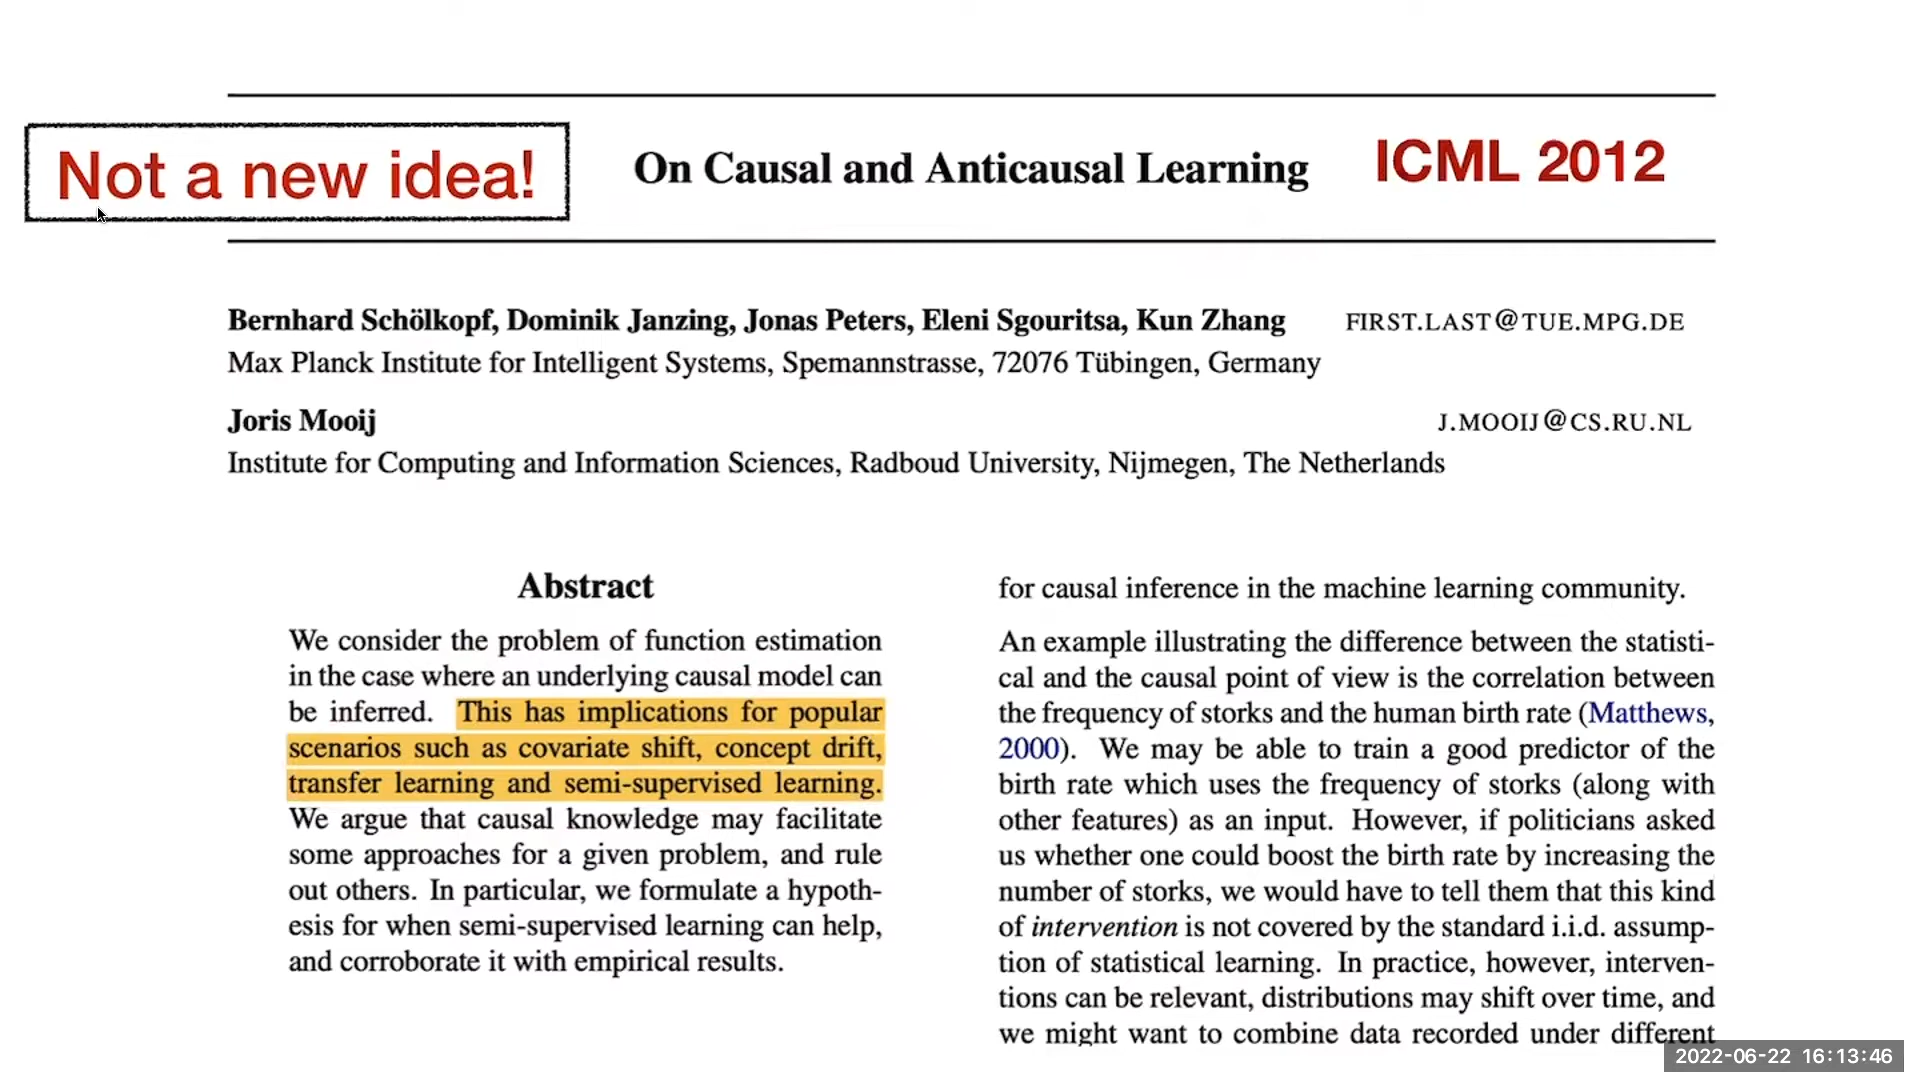 Not a new idea!
On Causal and Anticausal Learning
ICML 2012
Bernhard Schölkopf, Dominik Janzing, Jonas Peters, Eleni Sgouritsa, Kun Zhang FIRST.LAST@TUE.MPG.DE
Max Planck Institute for Intelligent Systems, Spemannstrasse, 72076 Tübingen, Germany
Joris Mooij J.MOOIJ@CS.RU.NL
Institute for Computing and Information Sciences, Radboud University, Nijmegen, The Netherlands
Abstract
We consider the problem of function estimation
in the case where an underlying causal model can
be inferred. This has implications for popular
scenarios such as covariate shift, concept drift,
transfer learning and semi-supervised learning.
We argue that causal knowledge may facilitate
some approaches for a given problem, and rule
out others. In particular, we formulate a hypoth-
esis for when semi-supervised learning can help,
and corroborate it with empirical results.
for causal inference in the machine learning community.
An example illustrating the difference between the statisti-
cal and the causal point of view is the correlation between
the frequency of storks and the human birth rate (Matthews,
2000). We may be able to train a good predictor of the
birth rate which uses the frequency of storks (along with
other features) as an input. However, if politicians asked
us whether one could boost the birth rate by increasing the
number of storks, we would have to tell them that this kind
of intervention is not covered by the standard i.i.d. assump-
tion of statistical learning. In practice, however, interven-
tions can be relevant, distributions may shift over time, and
we might want to combine data recorded under different
2022-06-22 16:13:46